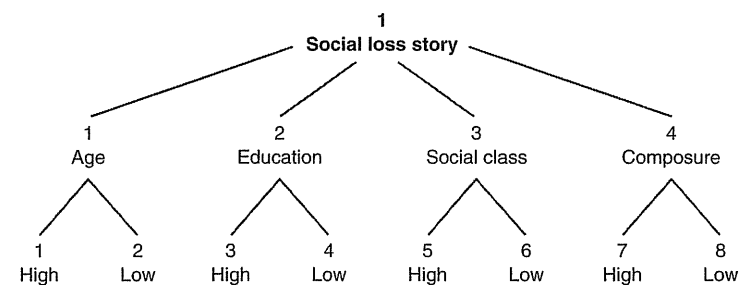 1
Social loss story
1 2 3 4
Age Education Social class Composure
1 2 3 4 5 6 7 8
High Low High Low High Low High Low